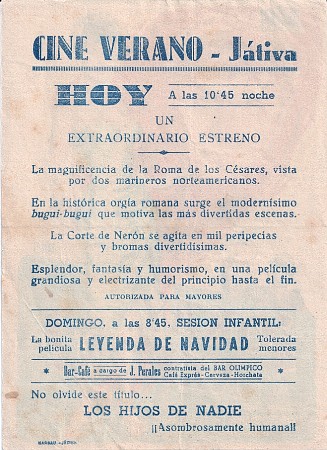 CINE VERANO - Játiva
HOY A las 10'45 noche
UN
EXTRAORDINARIO ESTRENO
La magnificencia de la Roma de los Césares, vista
por dos marineros norteamericanos.
En la histórica orgía romana surge el modernísimo
bugui-bugui que motiva las más divertidas escenas.
La Corte de Nerón se agita en mil peripecias
y bromas divertidísimas.
Esplendor, fantasía y humorismo, en una película
grandiosa y electrizante del principio hasta el fin.
AUTORIZADA PARA MAYORES
DOMINGO, a las 8'45. SESION INFANTIL:
La bonita película LEYENDA DE NAVIDAD Tolerada menores
Bar-Café a cargo de J. Perales contratista del BAR OLIMPICO
Café Exprés-Cerveza-Horchata
No olvide este título...
LOS HIJOS DE NADIE
¡¡Asombrosamente humana!!